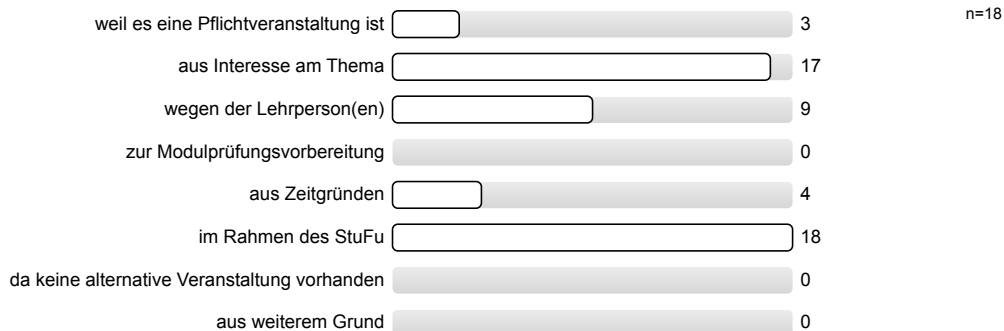 weil es eine Pflichtveranstaltung ist 3 n=18
aus Interesse am Thema 17
wegen der Lehrperson(en) 9
zur Modulprüfungsvorbereitung 0
aus Zeitgründen 4
im Rahmen des StuFu 18
da keine alternative Veranstaltung vorhanden 0
aus weiterem Grund 0